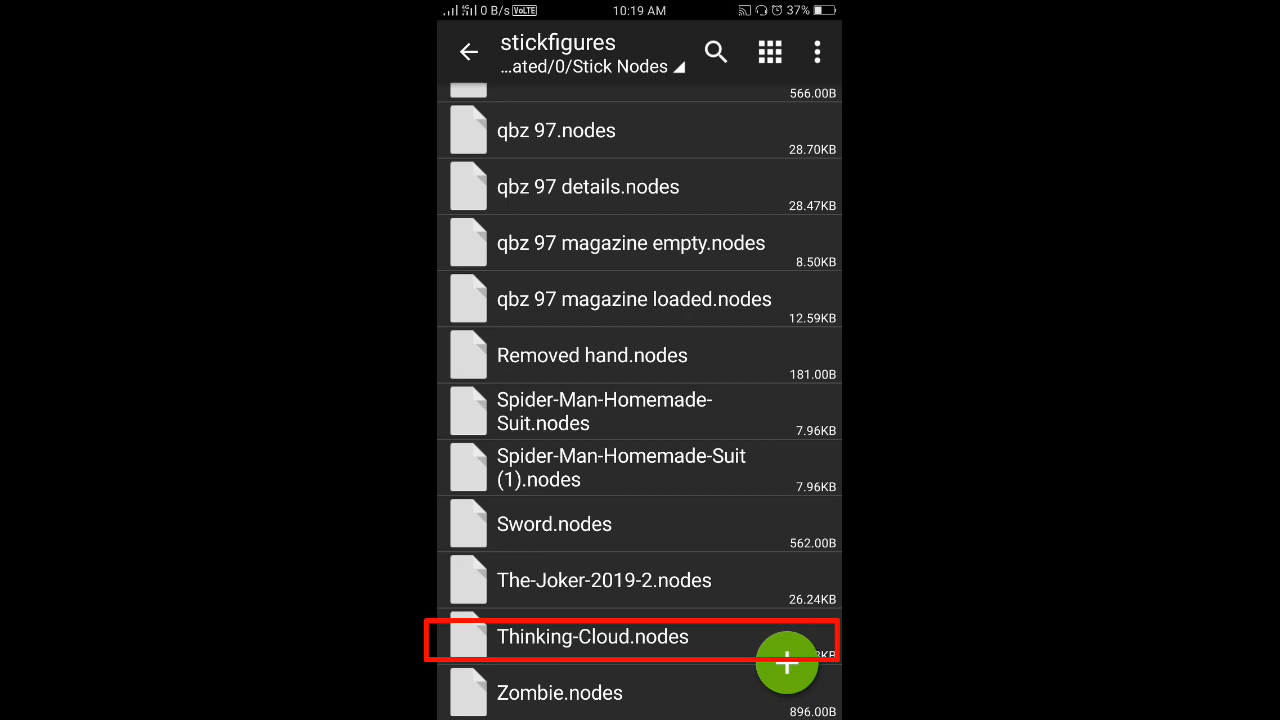 0 B/s VoLTE 10:19 AM 37%
stickfigures
...ated/0/Stick Nodes
566.00B
qbz 97.nodes
28.70KB
qbz 97 details.nodes
28.47KB
qbz 97 magazine empty.nodes
8.50KB
qbz 97 magazine loaded.nodes
12.59KB
Removed hand.nodes
181.00B
Spider-Man-Homemade-
Suit.nodes
7.96KB
Spider-Man-Homemade-Suit
(1).nodes
7.96KB
Sword.nodes
562.00B
The-Joker-2019-2.nodes
26.24KB
Thinking-Cloud.nodes
Zombie.nodes
896.00B